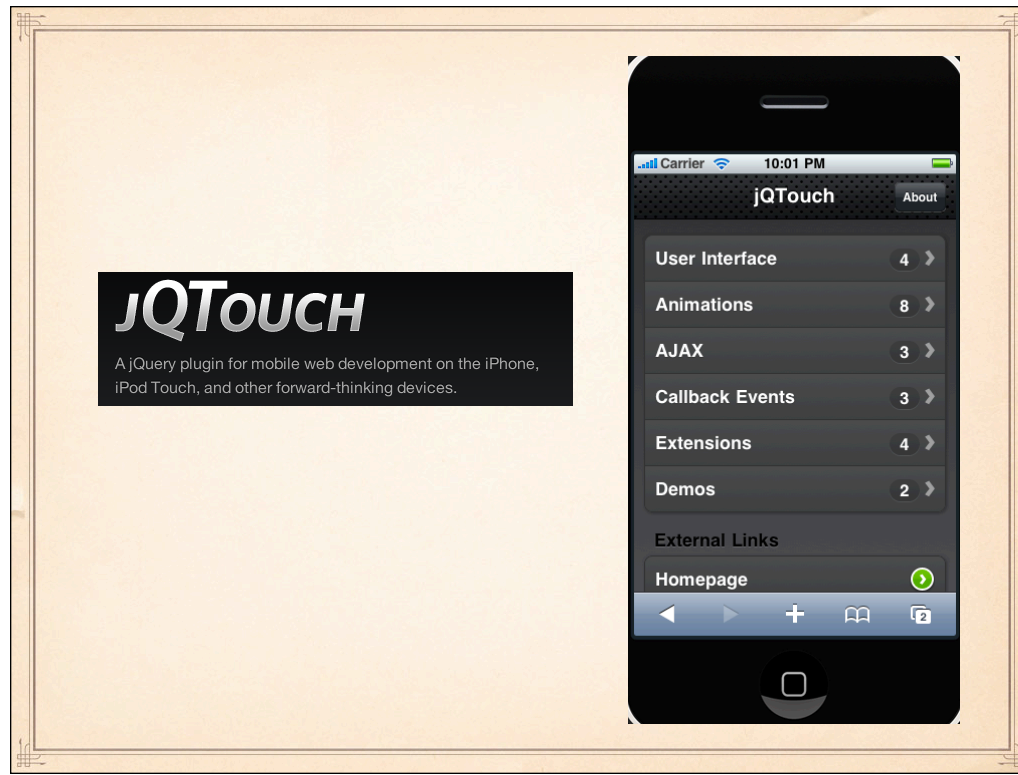 jQTouch
A jQuery plugin for mobile web development on the iPhone,
iPod Touch, and other forward-thinking devices.
Carrier 10:01 PM
jQTouch About
User Interface 4
Animations 8
AJAX 3
Callback Events 3
Extensions 4
Demos 2
External Links
Homepage
2